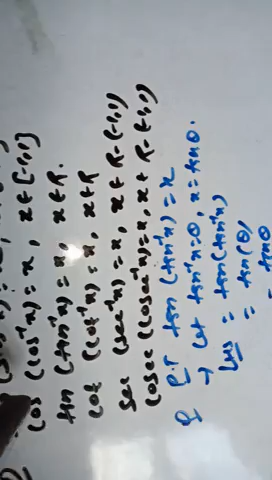 cos (cos⁻¹x) = x, x∈[-1,1]
tan (tan⁻¹x) = x, x∈R.
cot (cot⁻¹x) = x, x∈R
sec (sec⁻¹x) = x, x∈R-(-1,1)
cosec (cosec⁻¹x) = x, x∈R-(-1,1)
P.T tan (tan⁻¹x) = x
→ let tan⁻¹x = θ, x = tanθ.
LHS = tan(tan⁻¹x)
= tan(θ)
= tanθ